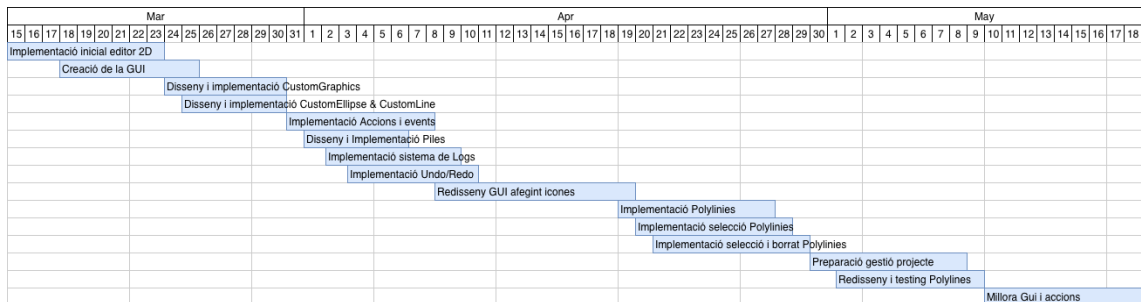 Mar Apr May
15 16 17 18 19 20 21 22 23 24 25 26 27 28 29 30 31 1 2 3 4 5 6 7 8 9 10 11 12 13 14 15 16 17 18 19 20 21 22 23 24 25 26 27 28 29 30 1 2 3 4 5 6 7 8 9 10 11 12 13 14 15 16 17 18
Implementació inicial editor 2D
Creació de la GUI
Disseny i implementació CustomGraphics
Disseny i implementació CustomEllipse & CustomLine
Implementació Accions i events
Disseny i Implementació Piles
Implementació sistema de Logs
Implementació Undo/Redo
Redisseny GUI afegint icones
Implementació Polylinies
Implementació selecció Polylinies
Implementació selecció i borrat Polylinies
Preparació gestió projecte
Redisseny i testing Polylines
Millora Gui i accions